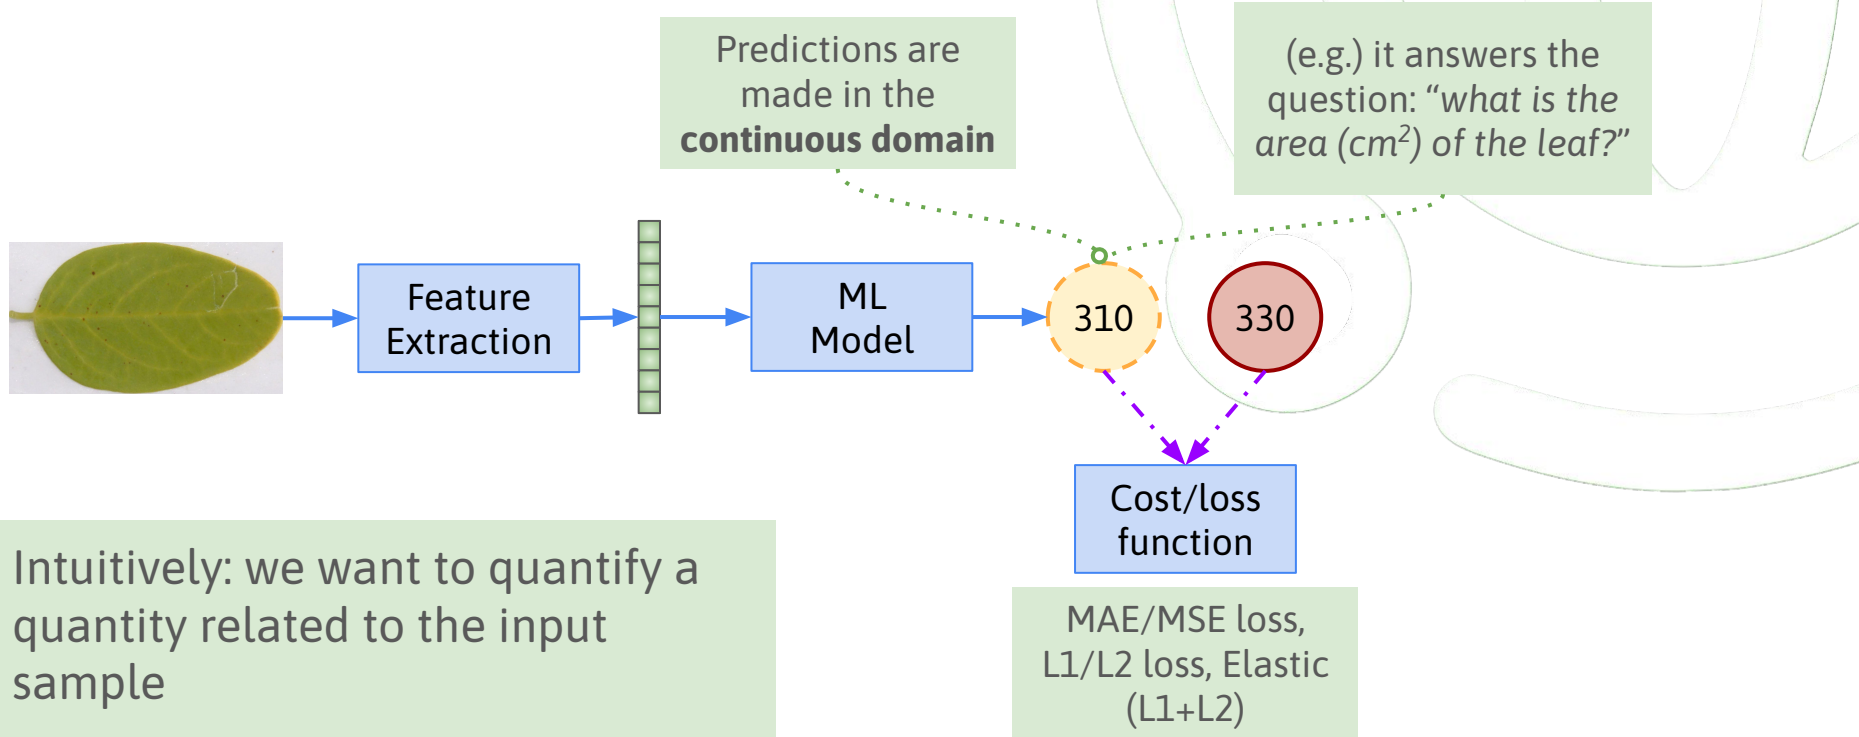 Predictions are
made in the
continuous domain
(e.g.) it answers the
question: “what is the
area (cm²) of the leaf?”
Feature
Extraction
ML
Model
310
330
Cost/loss
function
MAE/MSE loss,
L1/L2 loss, Elastic
(L1+L2)
Intuitively: we want to quantify a
quantity related to the input
sample